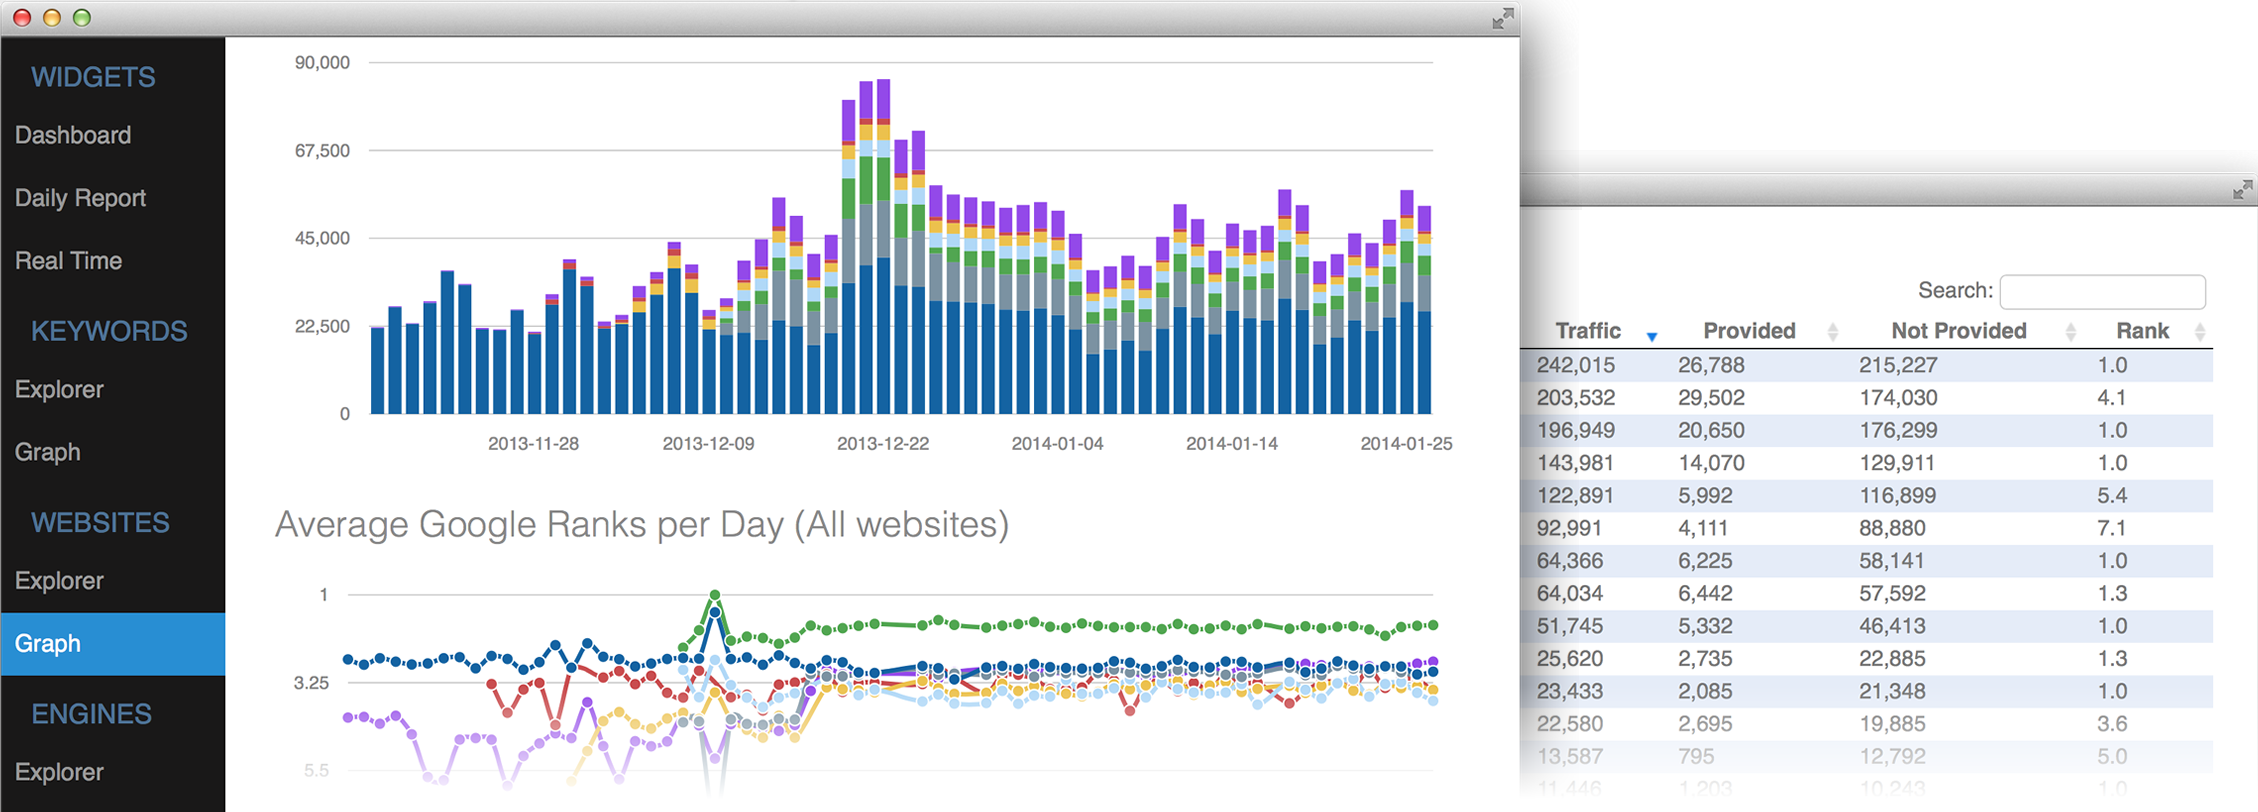 WIDGETS
Dashboard
Daily Report
Real Time
KEYWORDS
Explorer
Graph
WEBSITES
Explorer
Graph
ENGINES
Explorer
90,000
67,500
45,000
22,500
0
2013-11-28 2013-12-09 2013-12-22 2014-01-04 2014-01-14 2014-01-25
Average Google Ranks per Day (All websites)
1
3.25
5.5
Search:
Traffic Provided Not Provided Rank
242,015 26,788 215,227 1.0
203,532 29,502 174,030 4.1
196,949 20,650 176,299 1.0
143,981 14,070 129,911 1.0
122,891 5,992 116,899 5.4
92,991 4,111 88,880 7.1
64,366 6,225 58,141 1.0
64,034 6,442 57,592 1.3
51,745 5,332 46,413 1.0
25,620 2,735 22,885 1.3
23,433 2,085 21,348 1.0
22,580 2,695 19,885 3.6
13,587 795 12,792 5.0
11,446 1,203 10,243 1.0